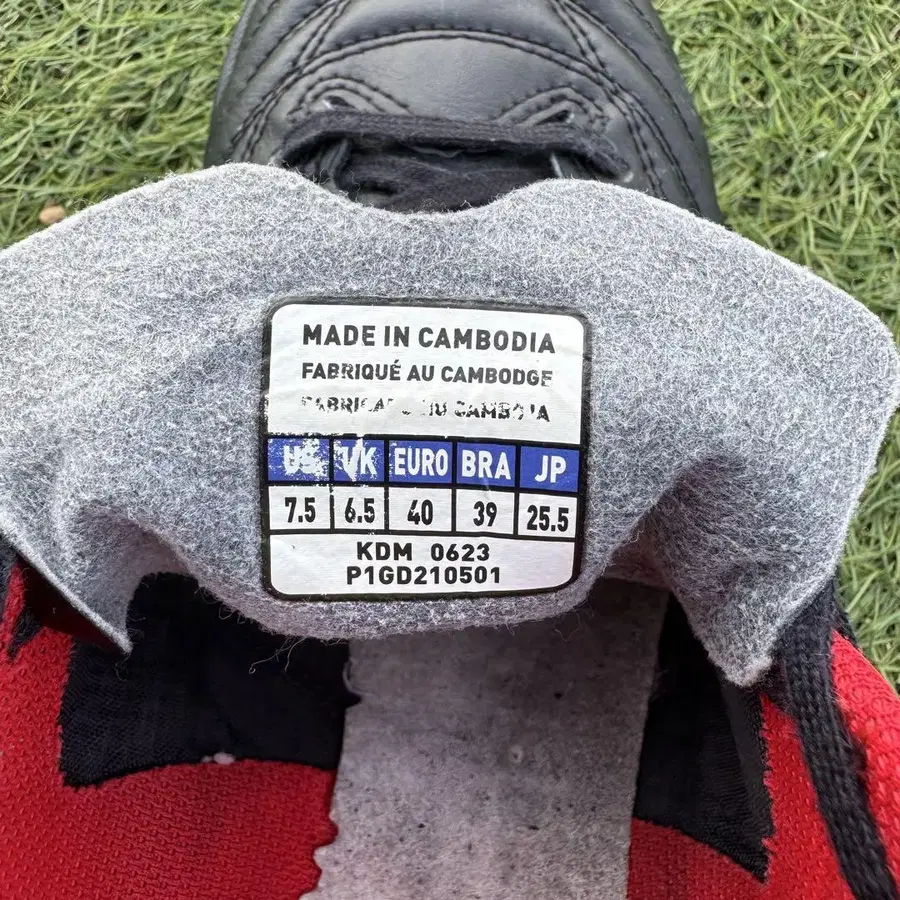 MADE IN CAMBODIA
FABRIQUÉ AU CAMBODGE
US UK EURO BRA JP
7.5 6.5 40 39 25.5
KDM 0623
P1GD210501